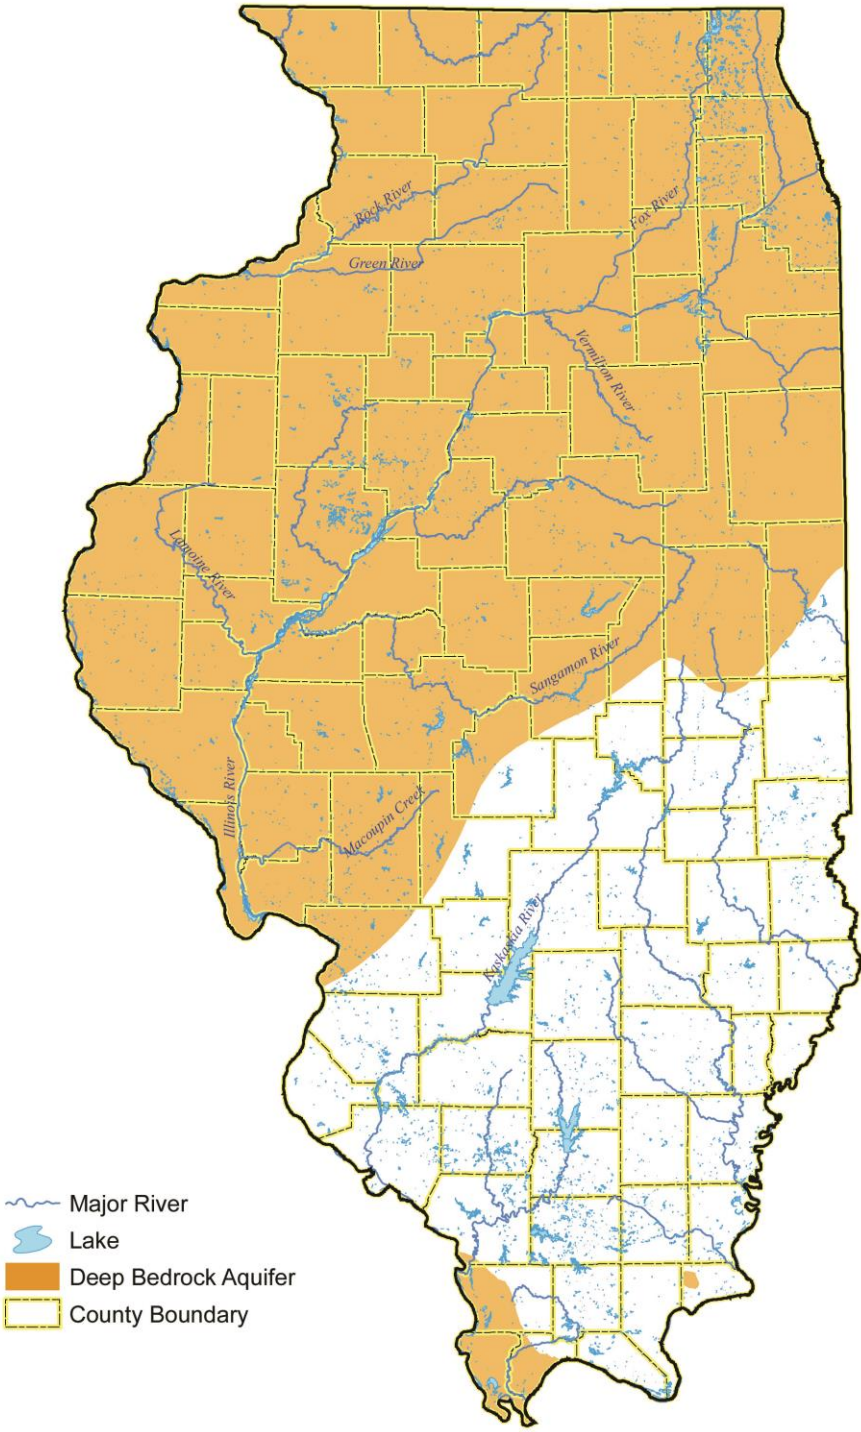 Rock River
Fox River
Green River
Vermilion River
Lamoine River
Sangamon River
Illinois River
Macoupin Creek
Kaskaskia River
Major River
Lake
Deep Bedrock Aquifer
County Boundary